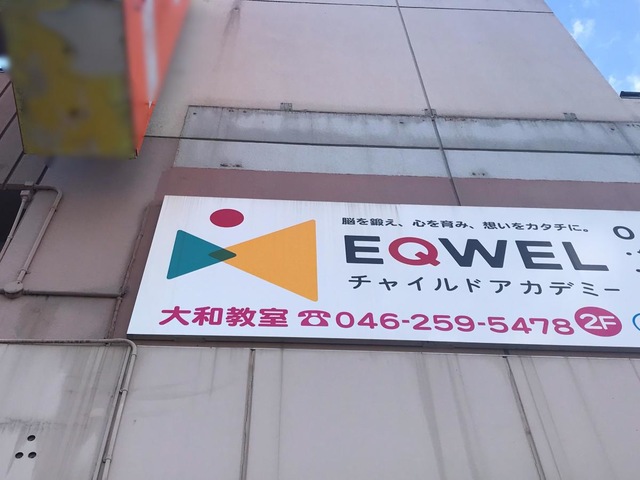 脳を鍛え、心を育み、想いをカタチに。
EQWEL
チャイルドアカデミー
大和教室 ☎046-259-5478 2F